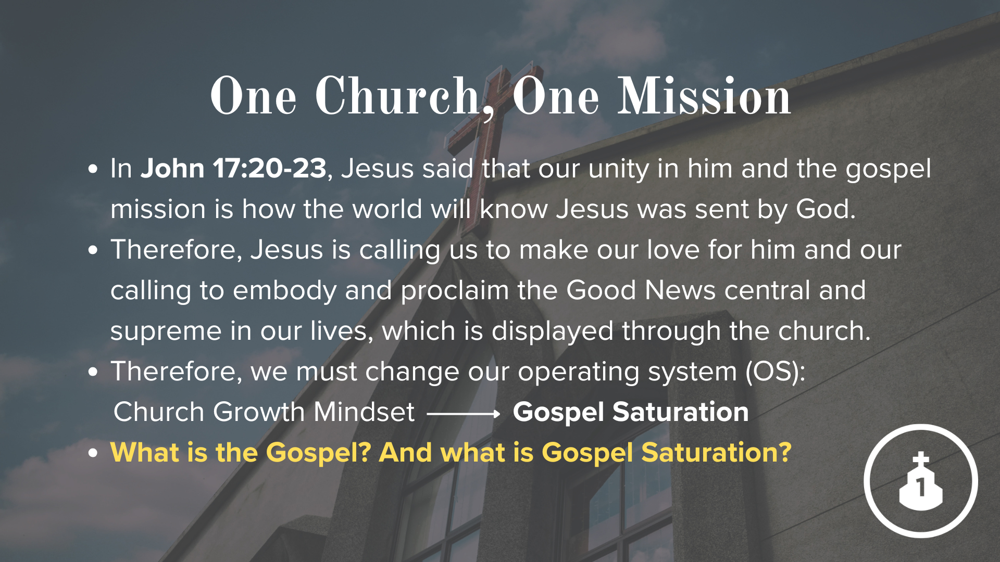 One Church, One Mission
• In John 17:20-23, Jesus said that our unity in him and the gospel
mission is how the world will know Jesus was sent by God.
• Therefore, Jesus is calling us to make our love for him and our
calling to embody and proclaim the Good News central and
supreme in our lives, which is displayed through the church.
• Therefore, we must change our operating system (OS):
Church Growth Mindset ⟶ Gospel Saturation
• What is the Gospel? And what is Gospel Saturation?
1